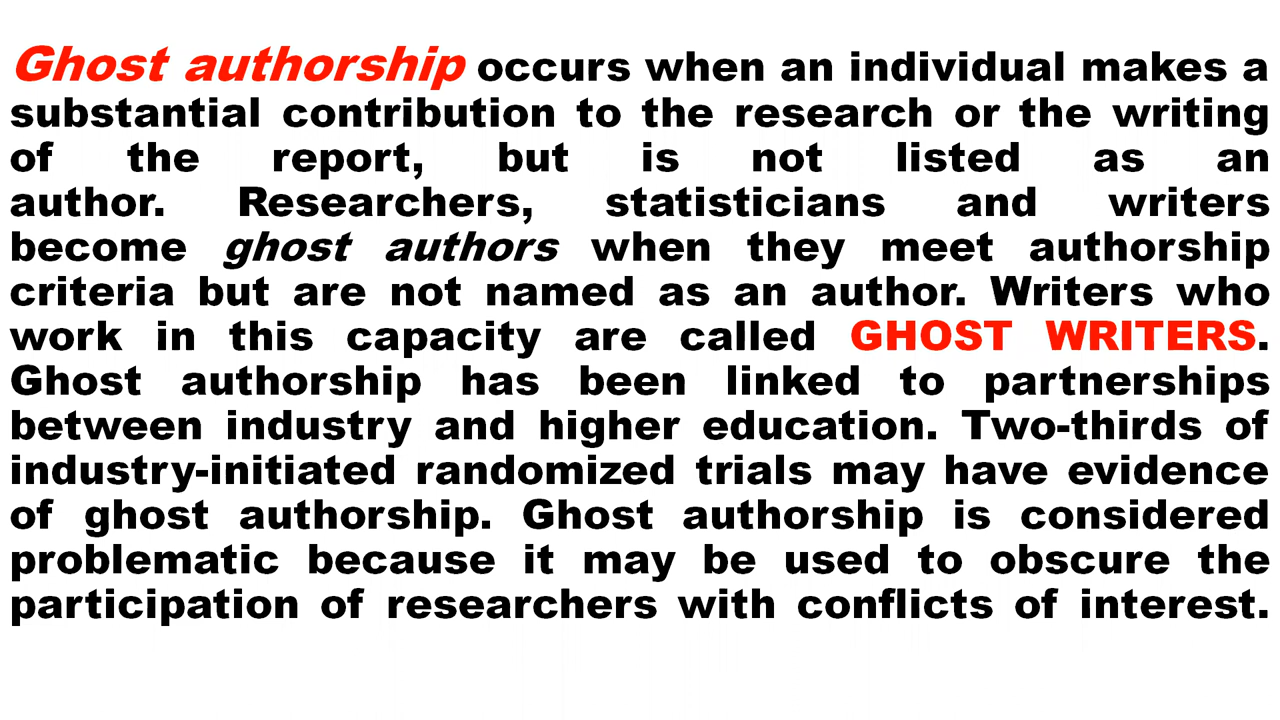 Ghost authorship occurs when an individual makes a
substantial contribution to the research or the writing
of the report, but is not listed as an
author. Researchers, statisticians and writers
become ghost authors when they meet authorship
criteria but are not named as an author. Writers who
work in this capacity are called GHOST WRITERS.
Ghost authorship has been linked to partnerships
between industry and higher education. Two-thirds of
industry-initiated randomized trials may have evidence
of ghost authorship. Ghost authorship is considered
problematic because it may be used to obscure the
participation of researchers with conflicts of interest.